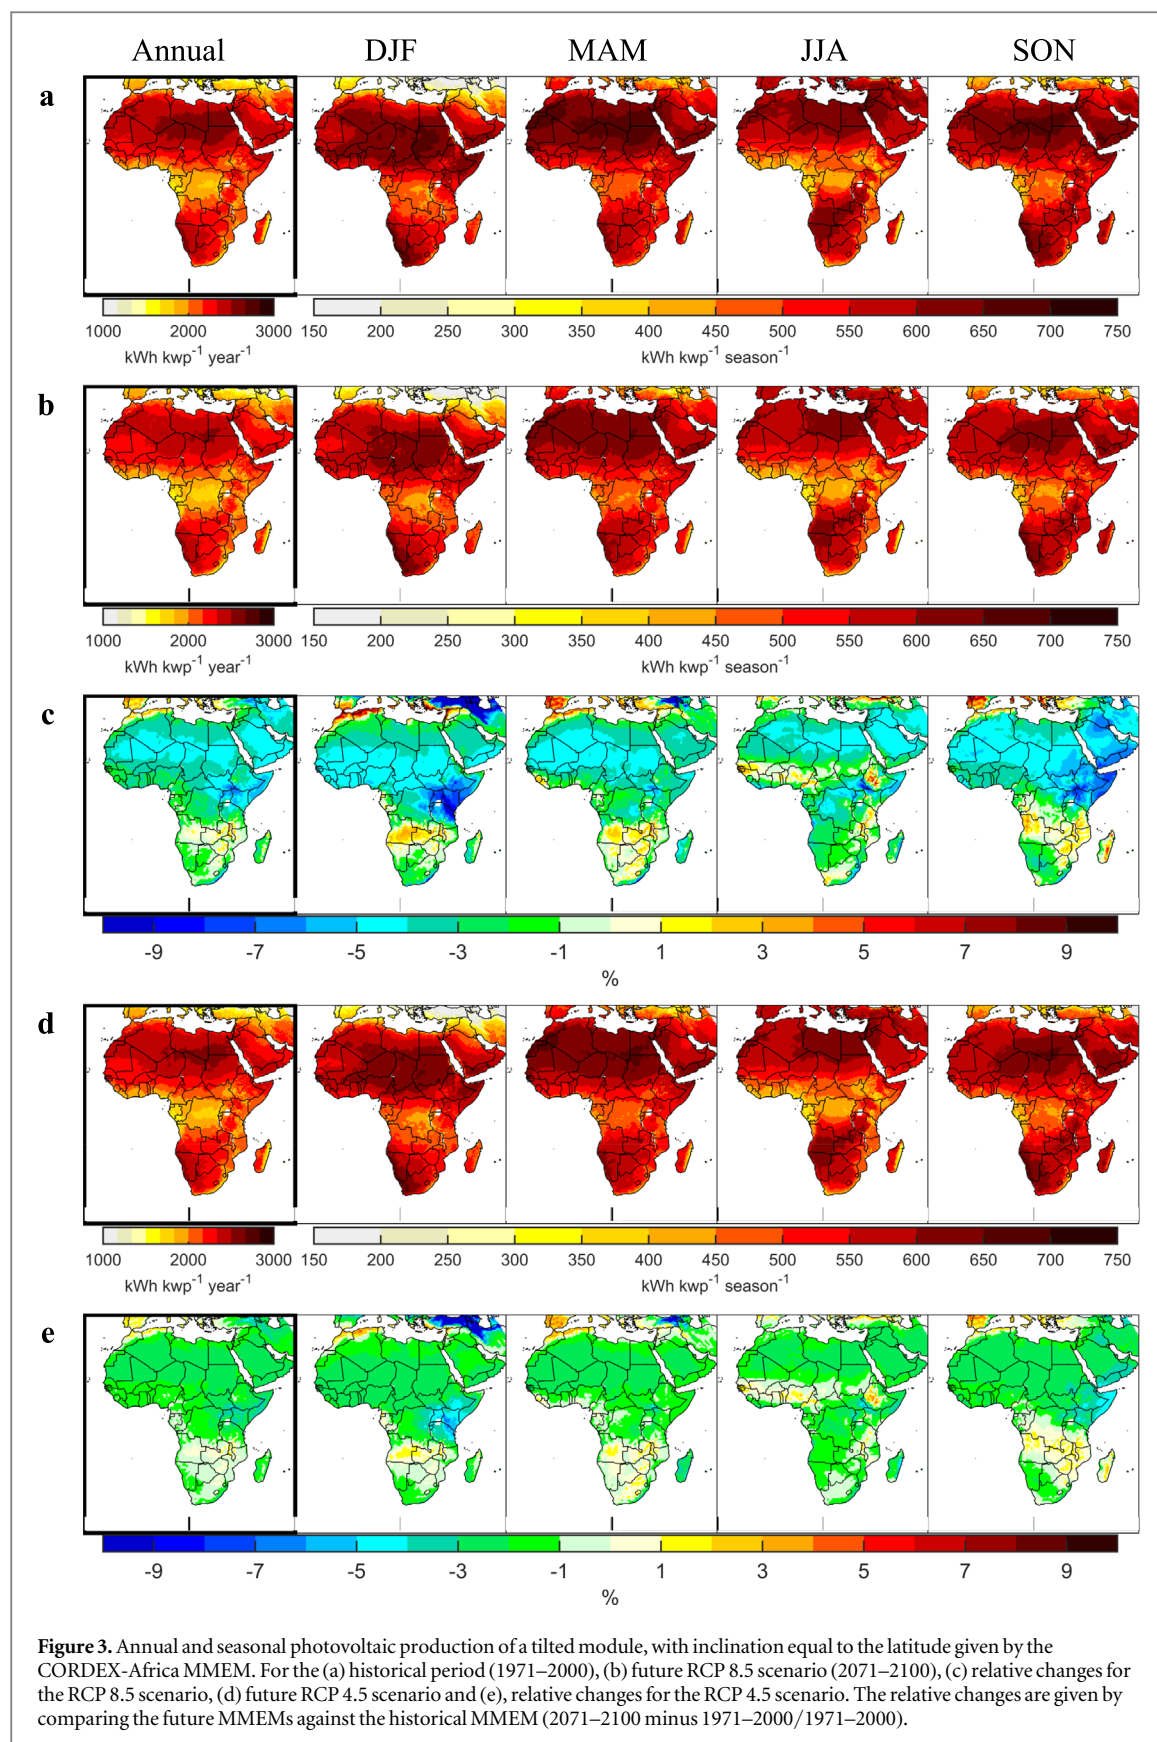 Annual DJF MAM JJA SON
a
1000 2000 3000 150 200 250 300 350 400 450 500 550 600 650 700 750
kWh kwp⁻¹ year⁻¹ kWh kwp⁻¹ season⁻¹
b
1000 2000 3000 150 200 250 300 350 400 450 500 550 600 650 700 750
kWh kwp⁻¹ year⁻¹ kWh kwp⁻¹ season⁻¹
c
-9 -7 -5 -3 -1 1 3 5 7 9
%
d
1000 2000 3000 150 200 250 300 350 400 450 500 550 600 650 700 750
kWh kwp⁻¹ year⁻¹ kWh kwp⁻¹ season⁻¹
e
-9 -7 -5 -3 -1 1 3 5 7 9
%
Figure 3. Annual and seasonal photovoltaic production of a tilted module, with inclination equal to the latitude given by the
CORDEX-Africa MMEM. For the (a) historical period (1971–2000), (b) future RCP 8.5 scenario (2071–2100), (c) relative changes for
the RCP 8.5 scenario, (d) future RCP 4.5 scenario and (e), relative changes for the RCP 4.5 scenario. The relative changes are given by
comparing the future MMEMs against the historical MMEM (2071–2100 minus 1971–2000/1971–2000).